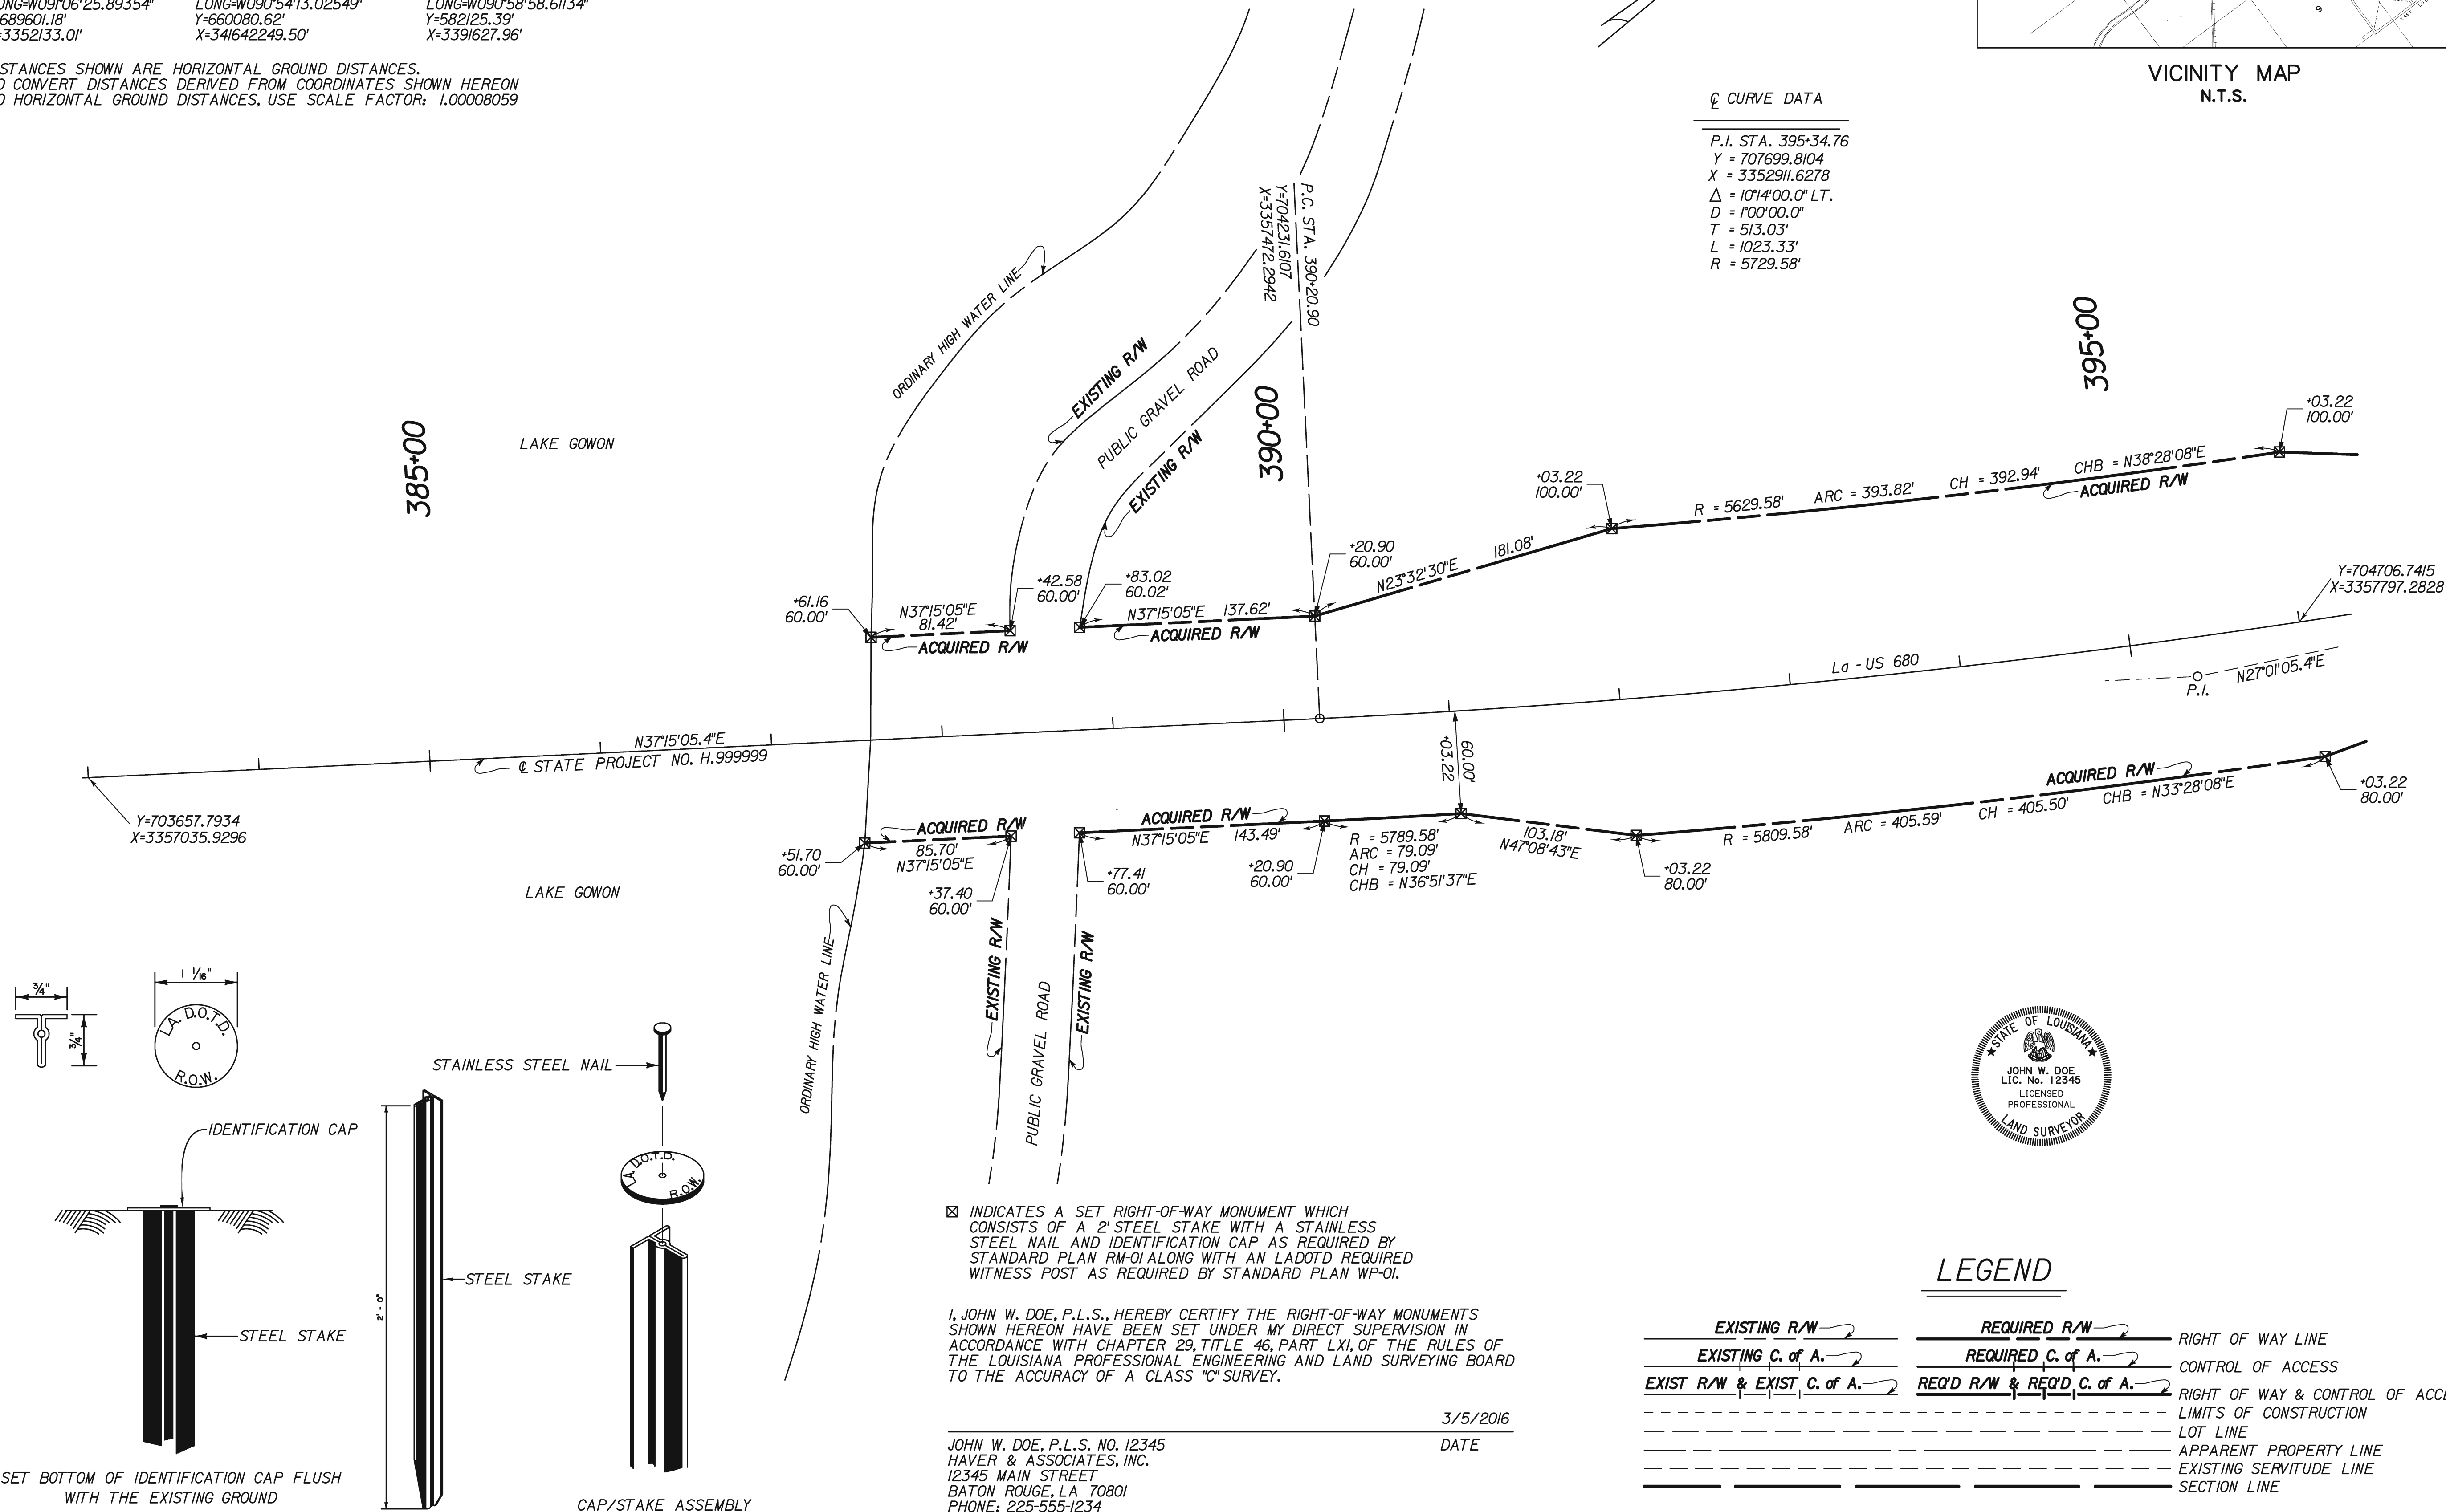 LONG=W091°06'25.89354"
689601.18'
=3352133.01'
LONG=W090°54'13.02549"
Y=660080.62'
X=341642249.50'
LONG=W090°58'58.61134"
Y=582125.39'
X=3391627.96'
STANCES SHOWN ARE HORIZONTAL GROUND DISTANCES.
O CONVERT DISTANCES DERIVED FROM COORDINATES SHOWN HEREON
O HORIZONTAL GROUND DISTANCES, USE SCALE FACTOR: 1.00008059
9
EAST
VICINITY MAP
N.T.S.
℄ CURVE DATA
P.I. STA. 395+34.76
Y = 707699.8104
X = 3352911.6278
Δ = 10°14'00.0" LT.
D = 1°00'00.0"
T = 513.03'
L = 1023.33'
R = 5729.58'
P.C. STA. 390+20.90
Y=704231.6107
X=3357472.2942
ORDINARY HIGH WATER LINE
EXISTING R/W
PUBLIC GRAVEL ROAD
EXISTING R/W
385+00
390+00
395+00
LAKE GOWON
+03.22
100.00'
+03.22
100.00'
R = 5629.58'
ARC = 393.82'
CH = 392.94'
CHB = N38°28'08"E
ACQUIRED R/W
+61.16
60.00'
N37°15'05"E
81.42'
ACQUIRED R/W
+42.58
60.00'
+83.02
60.02'
N37°15'05"E 137.62'
ACQUIRED R/W
+20.90
60.00'
N23°32'30"E
181.08'
Y=704706.7415
X=3357797.2828
La - US 680
P.I.
N27°01'05.4"E
N37°15'05.4"E
℄ STATE PROJECT NO. H.999999
Y=703657.7934
X=3357035.9296
60.00'
+03.22
ACQUIRED R/W
85.70'
N37°15'05"E
+51.70
60.00'
+37.40
60.00'
ACQUIRED R/W
N37°15'05"E 143.49'
+77.41
60.00'
+20.90
60.00'
R = 5789.58'
ARC = 79.09'
CH = 79.09'
CHB = N36°51'37"E
103.18'
N47°08'43"E
+03.22
80.00'
R = 5809.58'
ARC = 405.59'
CH = 405.50'
CHB = N33°28'08"E
ACQUIRED R/W
+03.22
80.00'
LAKE GOWON
ORDINARY HIGH WATER LINE
EXISTING R/W
PUBLIC GRAVEL ROAD
EXISTING R/W
3/4"
3/4"
1 1/16"
LA. D.O.T.D.
R.O.W.
IDENTIFICATION CAP
STEEL STAKE
SET BOTTOM OF IDENTIFICATION CAP FLUSH
WITH THE EXISTING GROUND
2' - 0"
STEEL STAKE
STAINLESS STEEL NAIL
LA. D.O.T.D.
R.O.W.
CAP/STAKE ASSEMBLY
INDICATES A SET RIGHT-OF-WAY MONUMENT WHICH
CONSISTS OF A 2' STEEL STAKE WITH A STAINLESS
STEEL NAIL AND IDENTIFICATION CAP AS REQUIRED BY
STANDARD PLAN RM-01 ALONG WITH AN LADOTD REQUIRED
WITNESS POST AS REQUIRED BY STANDARD PLAN WP-01.
I, JOHN W. DOE, P.L.S., HEREBY CERTIFY THE RIGHT-OF-WAY MONUMENTS
SHOWN HEREON HAVE BEEN SET UNDER MY DIRECT SUPERVISION IN
ACCORDANCE WITH CHAPTER 29, TITLE 46, PART LXI, OF THE RULES OF
THE LOUISIANA PROFESSIONAL ENGINEERING AND LAND SURVEYING BOARD
TO THE ACCURACY OF A CLASS "C" SURVEY.
3/5/2016
JOHN W. DOE, P.L.S. NO. 12345 DATE
HAVER & ASSOCIATES, INC.
12345 MAIN STREET
BATON ROUGE, LA 70801
PHONE: 225-555-1234
STATE OF LOUISIANA
JOHN W. DOE
LIC. No. 12345
LICENSED
PROFESSIONAL
LAND SURVEYOR
LEGEND
EXISTING R/W REQUIRED R/W RIGHT OF WAY LINE
EXISTING C. of A. REQUIRED C. of A. CONTROL OF ACCESS
EXIST R/W & EXIST C. of A. REQ'D R/W & REQ'D C. of A. RIGHT OF WAY & CONTROL OF ACCE
LIMITS OF CONSTRUCTION
LOT LINE
APPARENT PROPERTY LINE
EXISTING SERVITUDE LINE
SECTION LINE